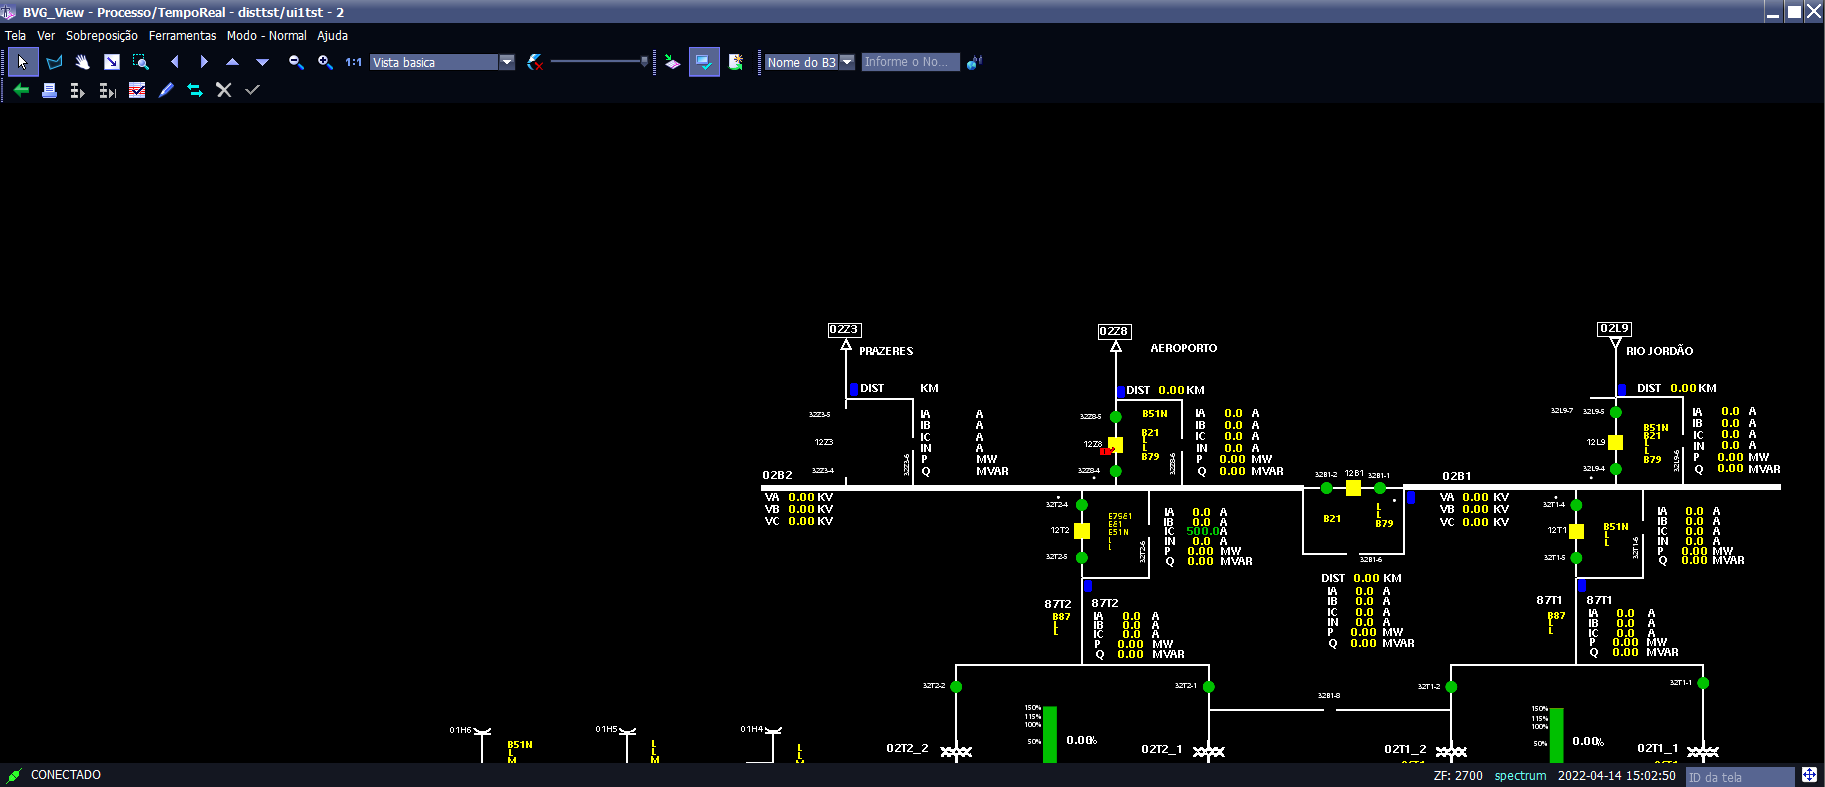 BVG_View - Processo/TempoReal - disttst/ui1tst - 2
Tela Ver Sobreposição Ferramentas Modo - Normal Ajuda
1:1 Vista basica Nome do B3 Informe o No...
02Z3 02Z8 02L9
PRAZERES AEROPORTO RIO JORDÃO
DIST KM DIST 0.00 KM DIST 0.00 KM
32Z3-5 IA A 32Z8-5 B51N IA 0.0 A 32L9-7 32L9-5 IA 0.0 A
IB A IB 0.0 A B51N IB 0.0 A
12Z3 IC A B21 IC 0.0 A B21 IC 0.0 A
IN A 12Z8 L IN 0.0 A 12L9 L IN 0.0 A
P MW B79 P 0.00 MW B79 P 0.00 MW
32Z3-4 32Z3-6 Q MVAR 32Z8-4 32Z8-6 Q 0.00 MVAR 32L9-4 32L9-6 Q 0.00 MVAR
02B2 32B1-2 12B1 32B1-1 02B1
VA 0.00 KV VA 0.00 KV
VB 0.00 KV VB 0.00 KV
VC 0.00 KV VC 0.00 KV
B21 L L B79
32T2-4 IA 0.0 A 32T1-4 IA 0.0 A
E61 IB 0.0 A IB 0.0 A
12T2 E51N IC 500.0 A 12T1 B51N IC 0.0 A
L IN 0.0 A L IN 0.0 A
L P 0.00 MW L P 0.00 MW
32T2-5 32T2-6 Q 0.00 MVAR 32B1-6 32T1-5 32T1-6 Q 0.00 MVAR
DIST 0.00 KM
IA 0.0 A
IB 0.0 A
IC 0.0 A
IN 0.0 A
P 0.00 MW
Q 0.00 MVAR
87T2 87T2 87T1 87T1
B87 IA 0.0 A B87 IA 0.0 A
L IB 0.0 A L IB 0.0 A
L IC 0.0 A L IC 0.0 A
P 0.00 MW P 0.00 MW
Q 0.00 MVAR Q 0.00 MVAR
32T2-2 32T2-1 32B1-8 32T1-2 32T1-1
150% 150%
115% 115%
100% 100%
50% 0.00% 50% 0.00%
01H6 01H5 01H4
B51N L L
L L L
M M M
02T2_2 02T2_1 02T1_2 02T1_1
CONECTADO ZF: 2700 spectrum 2022-04-14 15:02:50 ID da tela